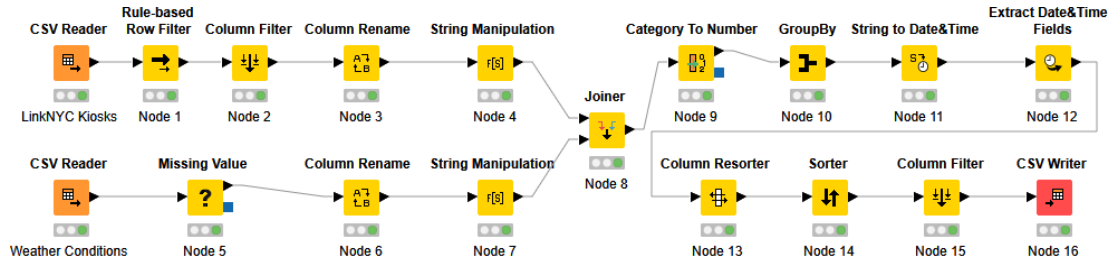 Rule-based
Row Filter
Extract Date&Time
Fields
CSV Reader
Column Filter
Column Rename
String Manipulation
Category To Number
GroupBy
String to Date&Time
A
B
F[S]
0
1
2
S
LinkNYC Kiosks
Node 1
Node 2
Node 3
Node 4
Joiner
Node 9
Node 10
Node 11
Node 12
CSV Reader
Missing Value
Column Rename
String Manipulation
Column Resorter
Sorter
Column Filter
CSV Writer
?
A
B
F[S]
Node 8
Weather Conditions
Node 5
Node 6
Node 7
Node 13
Node 14
Node 15
Node 16